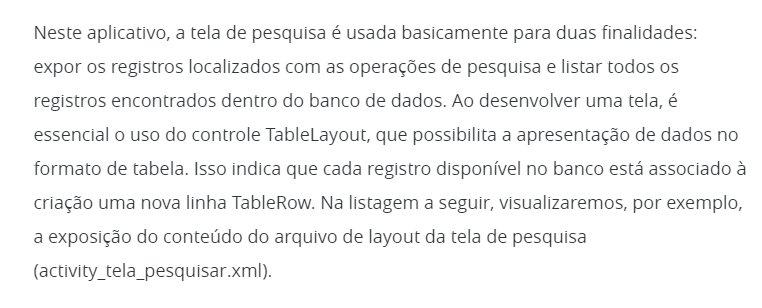 Neste aplicativo, a tela de pesquisa é usada basicamente para duas finalidades:
expor os registros localizados com as operações de pesquisa e listar todos os
registros encontrados dentro do banco de dados. Ao desenvolver uma tela, é
essencial o uso do controle TableLayout, que possibilita a apresentação de dados no
formato de tabela. Isso indica que cada registro disponível no banco está associado à
criação uma nova linha TableRow. Na listagem a seguir, visualizaremos, por exemplo,
a exposição do conteúdo do arquivo de layout da tela de pesquisa
(activity_tela_pesquisar.xml).